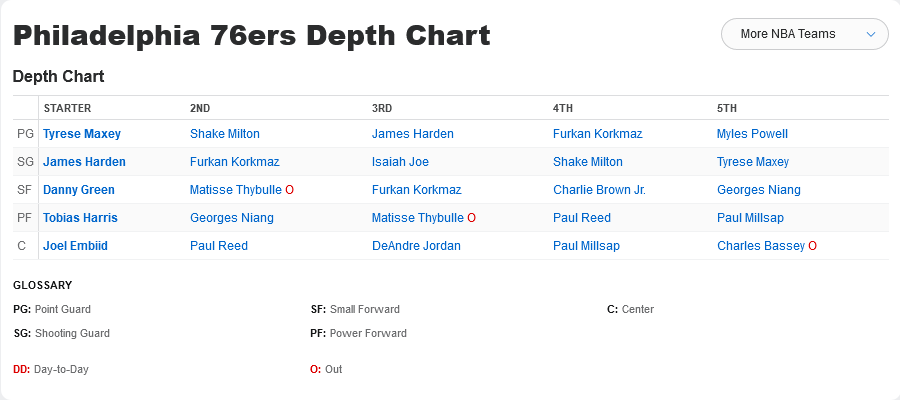 Philadelphia 76ers Depth Chart
More NBA Teams
Depth Chart
STARTER 2ND 3RD 4TH 5TH
PG Tyrese Maxey Shake Milton James Harden Furkan Korkmaz Myles Powell
SG James Harden Furkan Korkmaz Isaiah Joe Shake Milton Tyrese Maxey
SF Danny Green Matisse Thybulle O Furkan Korkmaz Charlie Brown Jr. Georges Niang
PF Tobias Harris Georges Niang Matisse Thybulle O Paul Reed Paul Millsap
C Joel Embiid Paul Reed DeAndre Jordan Paul Millsap Charles Bassey O
GLOSSARY
PG: Point Guard SF: Small Forward C: Center
SG: Shooting Guard PF: Power Forward
DD: Day-to-Day O: Out